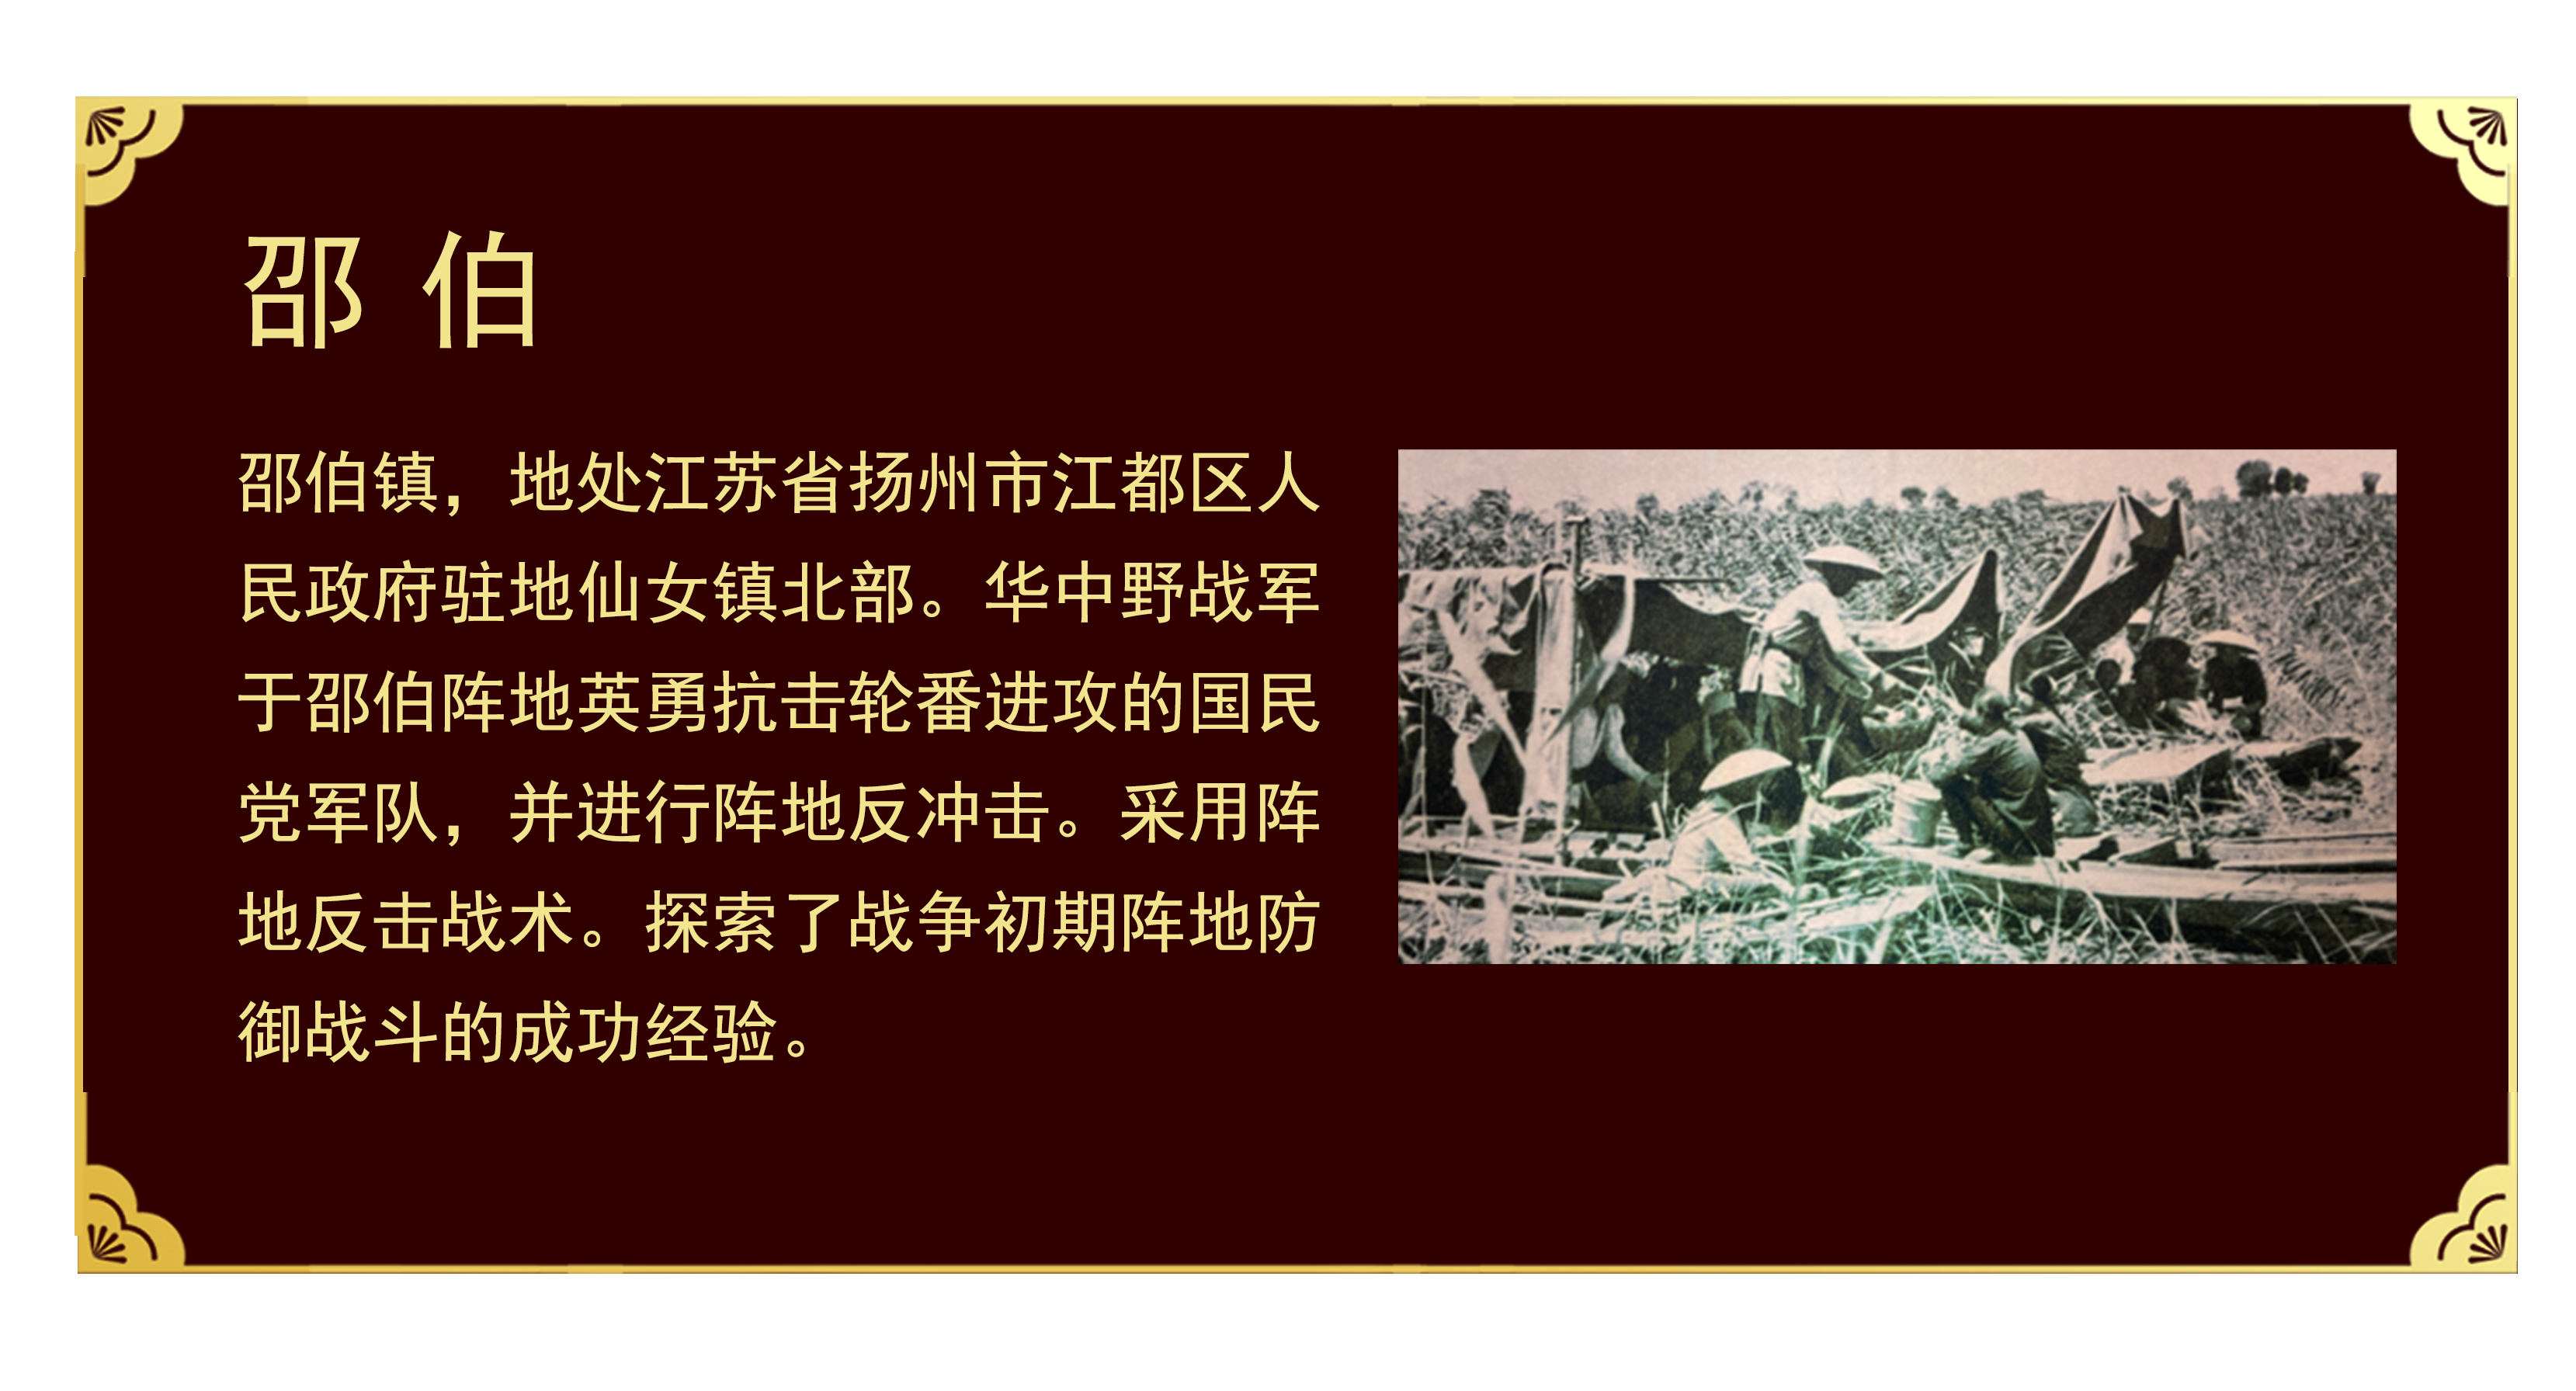 邵 伯
邵伯镇，地处江苏省扬州市江都区人
民政府驻地仙女镇北部。华中野战军
于邵伯阵地英勇抗击轮番进攻的国民
党军队，并进行阵地反冲击。采用阵
地反击战术。探索了战争初期阵地防
御战斗的成功经验。